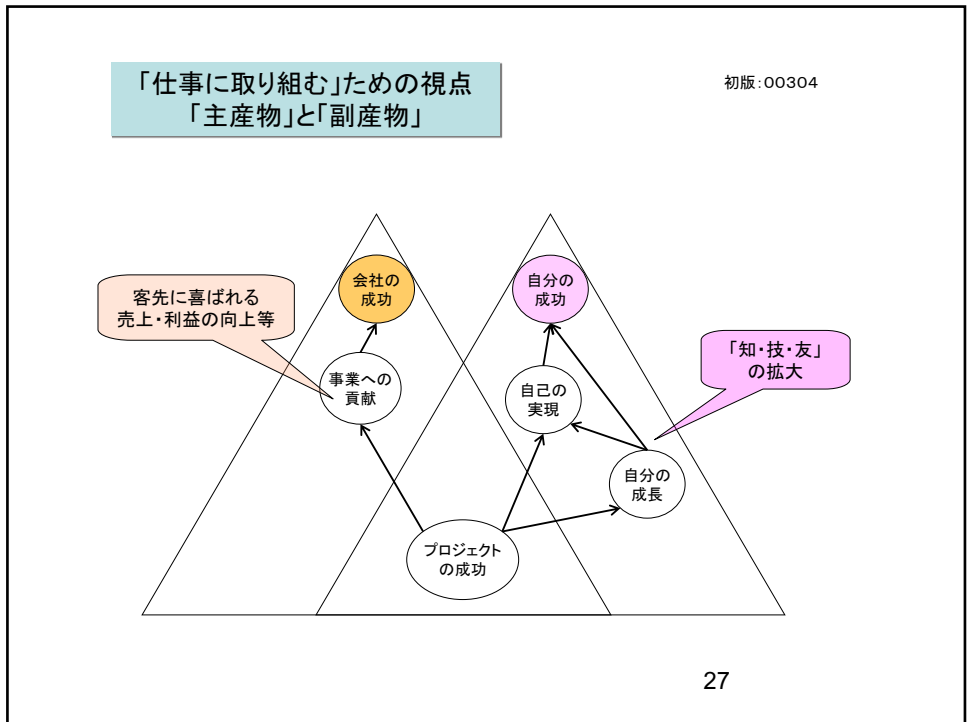 「仕事に取り組む」ための視点
「主産物」と「副産物」
初版:00304
会社の
成功
自分の
成功
客先に喜ばれる
売上・利益の向上等
事業への
貢献
自己の
実現
「知・技・友」
の拡大
自分の
成長
プロジェクト
の成功
27